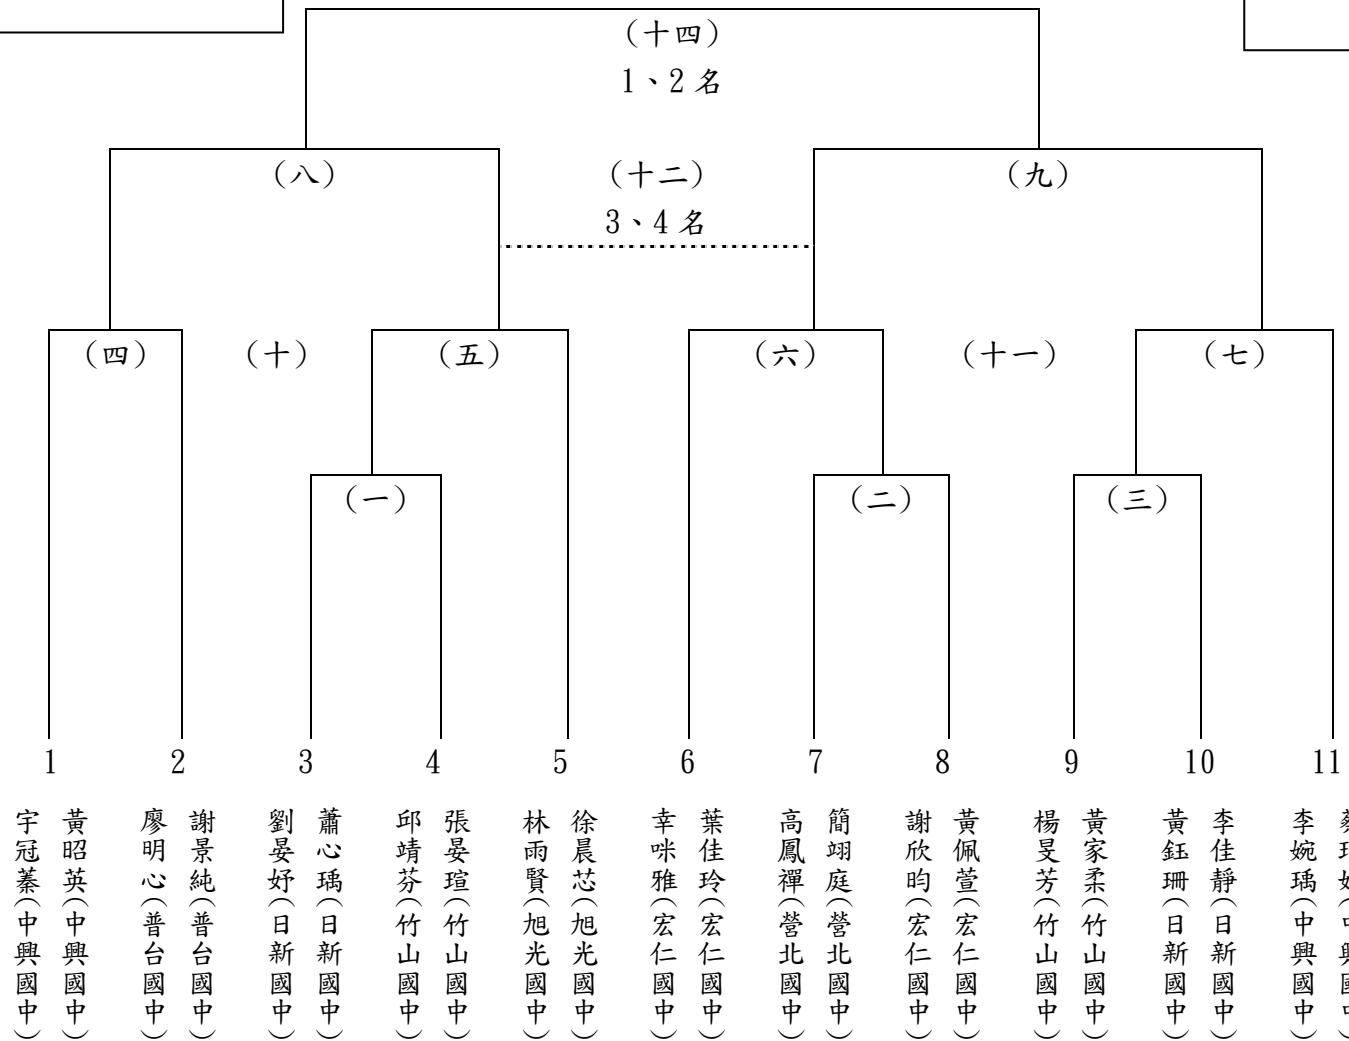 （十四）
1、2 名
（八）
（十二）
（九）
3、4 名
（四）
（十）
（五）
（六）
（十一）
（七）
（一）
（二）
（三）
1
2
3
4
5
6
7
8
9
10
11
宇冠蓁（中興國中）
黃昭英（中興國中）
廖明心（普台國中）
謝景純（普台國中）
劉晏妤（日新國中）
蕭心瑀（日新國中）
邱靖芬（竹山國中）
張晏瑄（竹山國中）
林雨賢（旭光國中）
徐晨芯（旭光國中）
幸咪雅（宏仁國中）
葉佳玲（宏仁國中）
高鳳禪（營北國中）
簡翊庭（營北國中）
謝欣昀（宏仁國中）
黃佩萱（宏仁國中）
楊旻芳（竹山國中）
黃家柔（竹山國中）
黃鈺珊（日新國中）
李佳靜（日新國中）
李婉瑀（中興國中）